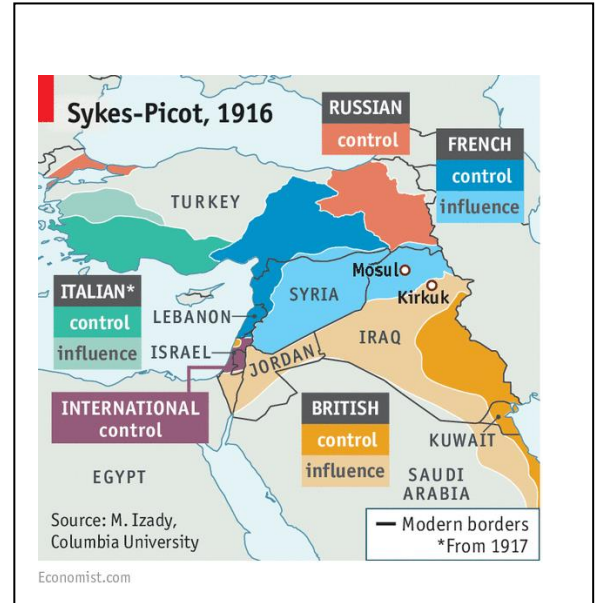 Sykes-Picot, 1916
RUSSIAN
control
FRENCH
control
influence
TURKEY
Mosul
Kirkuk
SYRIA
ITALIAN*
control
influence
LEBANON
ISRAEL
JORDAN
IRAQ
INTERNATIONAL
control
BRITISH
control
influence
KUWAIT
EGYPT
SAUDI
ARABIA
Source: M. Izady,
Columbia University
Modern borders
*From 1917
Economist.com